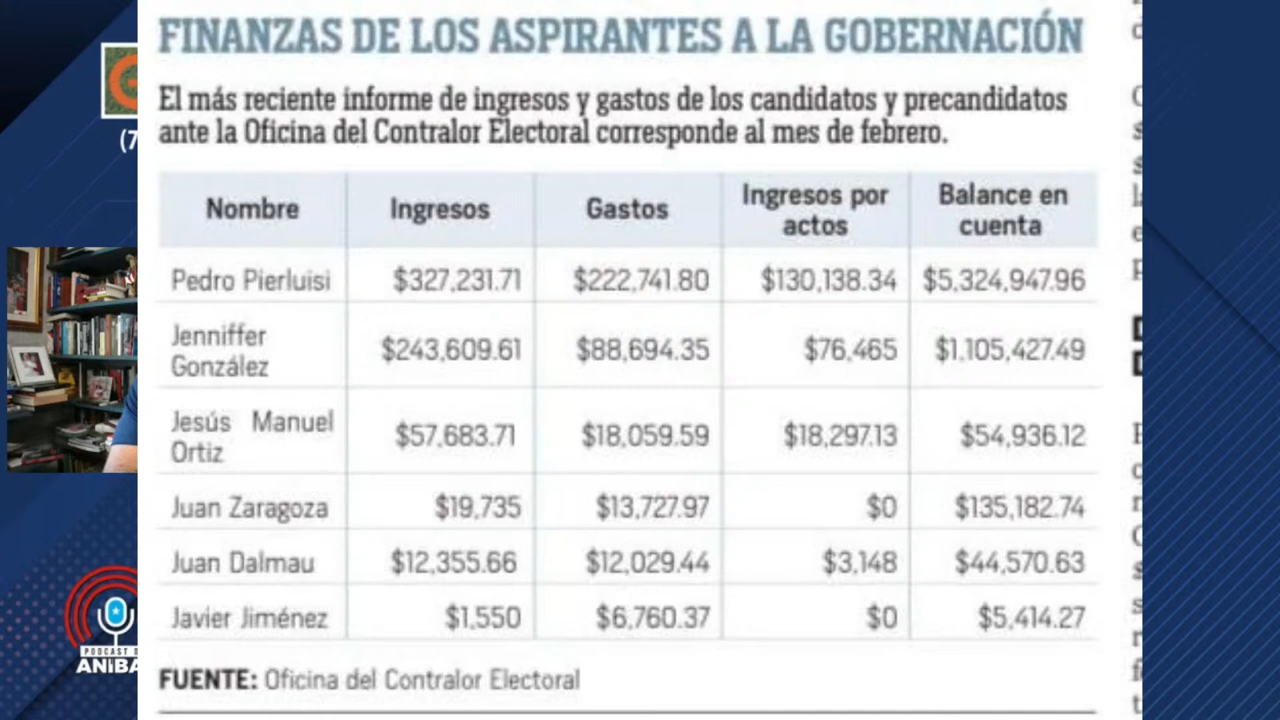 FINANZAS DE LOS ASPIRANTES A LA GOBERNACIÓN
El más reciente informe de ingresos y gastos de los candidatos y precandidatos
ante la Oficina del Contralor Electoral corresponde al mes de febrero.
Nombre Ingresos Gastos Ingresos por actos Balance en cuenta
Pedro Pierluisi $327,231.71 $222,741.80 $130,138.34 $5,324,947.96
Jenniffer González $243,609.61 $88,694.35 $76,465 $1,105,427.49
Jesús Manuel Ortiz $57,683.71 $18,059.59 $18,297.13 $54,936.12
Juan Zaragoza $19,735 $13,727.97 $0 $135,182.74
Juan Dalmau $12,355.66 $12,029.44 $3,148 $44,570.63
Javier Jiménez $1,550 $6,760.37 $0 $5,414.27
FUENTE: Oficina del Contralor Electoral
(7
PODCAST D
ANIBA